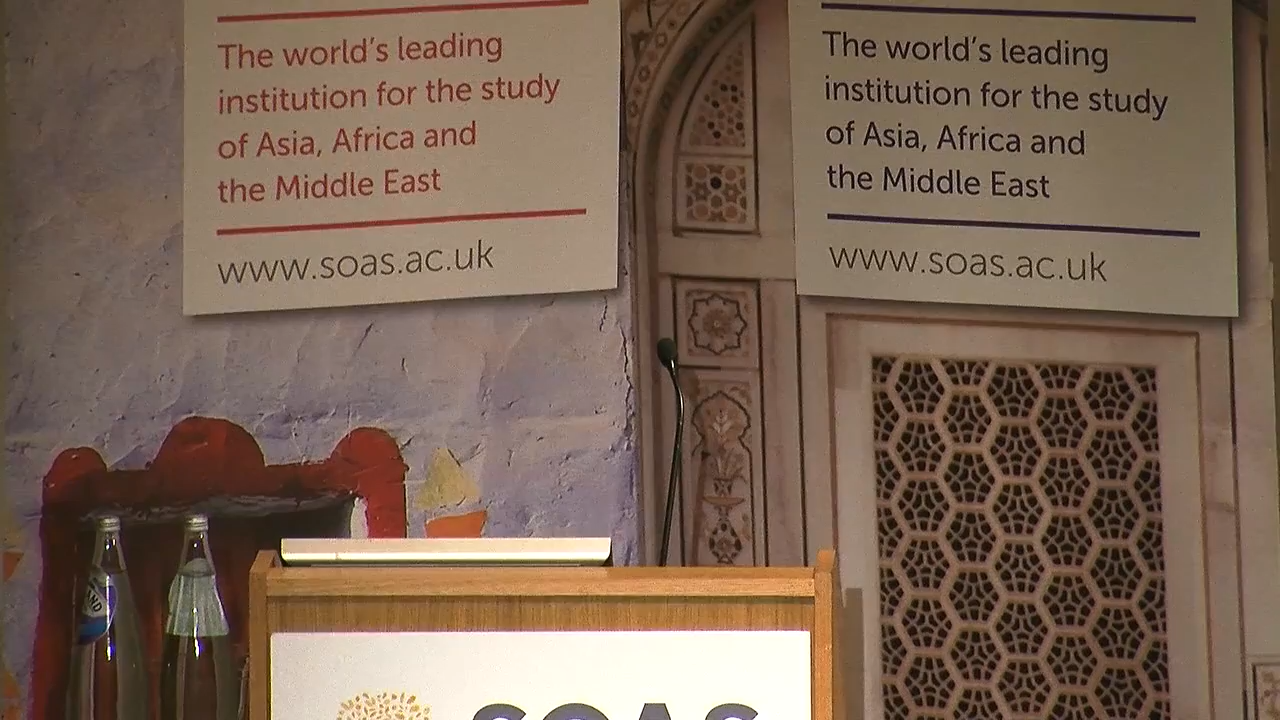 The world's leading
institution for the study
of Asia, Africa and
the Middle East
www.soas.ac.uk
The world's leading
institution for the study
of Asia, Africa and
the Middle East
www.soas.ac.uk
SOAS